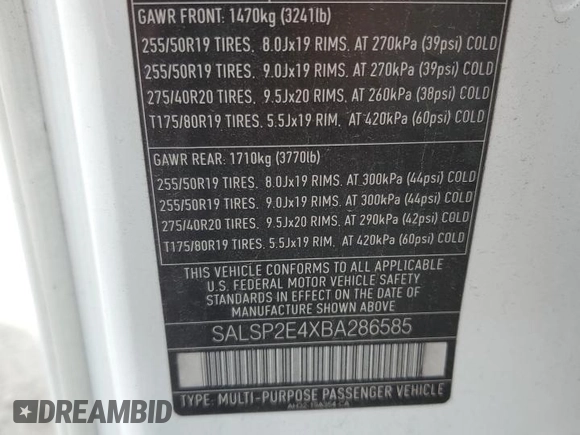 GAWR FRONT: 1470kg (3241lb)
255/50R19 TIRES, 8.0Jx19 RIMS, AT 270kPa (39psi) COLD
255/50R19 TIRES, 9.0Jx19 RIMS, AT 270kPa (39psi) COLD
275/40R20 TIRES, 9.5Jx20 RIMS, AT 260kPa (38psi) COLD
T175/80R19 TIRES, 5.5Jx19 RIM, AT 420kPa (60psi) COLD
GAWR REAR: 1710kg (3770lb)
255/50R19 TIRES, 8.0Jx19 RIMS, AT 300kPa (44psi) COLD
255/50R19 TIRES, 9.0Jx19 RIMS, AT 300kPa (44psi) COLD
275/40R20 TIRES, 9.5Jx20 RIMS, AT 290kPa (42psi) COLD
T175/80R19 TIRES, 5.5Jx19 RIM, AT 420kPa (60psi) COLD
THIS VEHICLE CONFORMS TO ALL APPLICABLE
U.S. FEDERAL MOTOR VEHICLE SAFETY
STANDARDS IN EFFECT ON THE DATE OF
MANUFACTURE SHOWN ABOVE.
SALSP2E4XBA286585
TYPE: MULTI-PURPOSE PASSENGER VEHICLE
DREAMBID